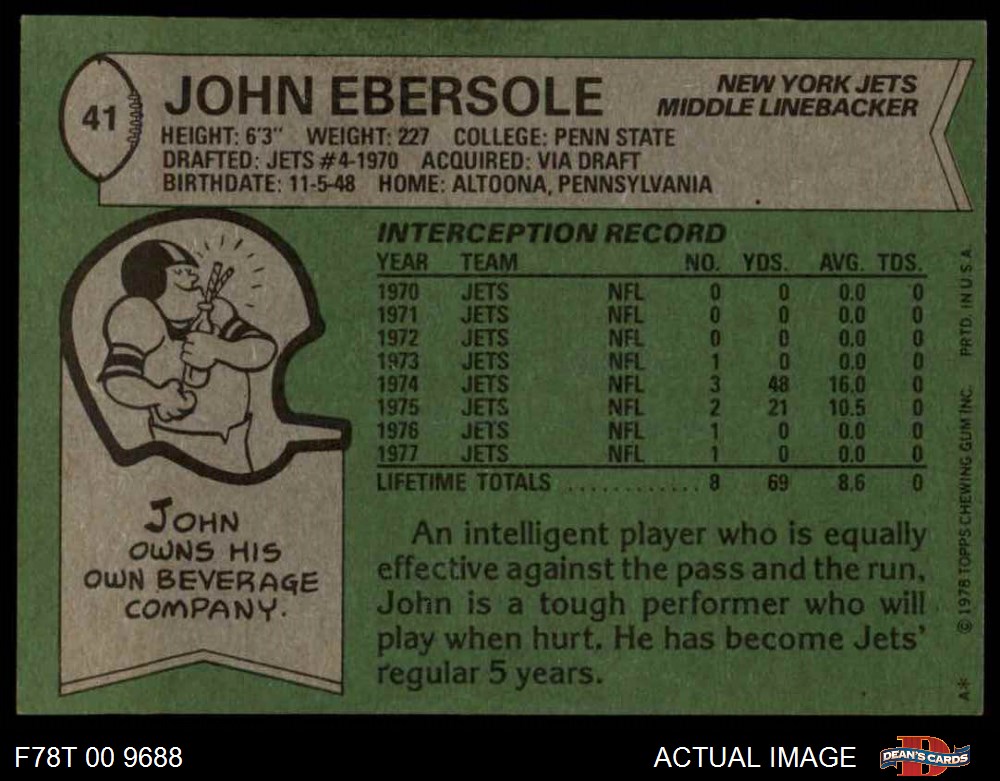 41
JOHN EBERSOLE
NEW YORK JETS
MIDDLE LINEBACKER
HEIGHT: 6'3" WEIGHT: 227 COLLEGE: PENN STATE
DRAFTED: JETS #4-1970 ACQUIRED: VIA DRAFT
BIRTHDATE: 11-5-48 HOME: ALTOONA, PENNSYLVANIA
INTERCEPTION RECORD
YEAR TEAM NO. YDS. AVG. TDS.
1970 JETS NFL 0 0 0.0 0
1971 JETS NFL 0 0 0.0 0
1972 JETS NFL 0 0 0.0 0
1973 JETS NFL 1 0 0.0 0
1974 JETS NFL 3 48 16.0 0
1975 JETS NFL 2 21 10.5 0
1976 JETS NFL 1 0 0.0 0
1977 JETS NFL 1 0 0.0 0
LIFETIME TOTALS ............ 8 69 8.6 0
JOHN
OWNS HIS
OWN BEVERAGE
COMPANY.
An intelligent player who is equally
effective against the pass and the run,
John is a tough performer who will
play when hurt. He has become Jets'
regular 5 years.
A* © 1978 TOPPS CHEWING GUM INC. PRTD. IN U.S.A.
F78T 00 9688
ACTUAL IMAGE
D
DEAN'S CARDS